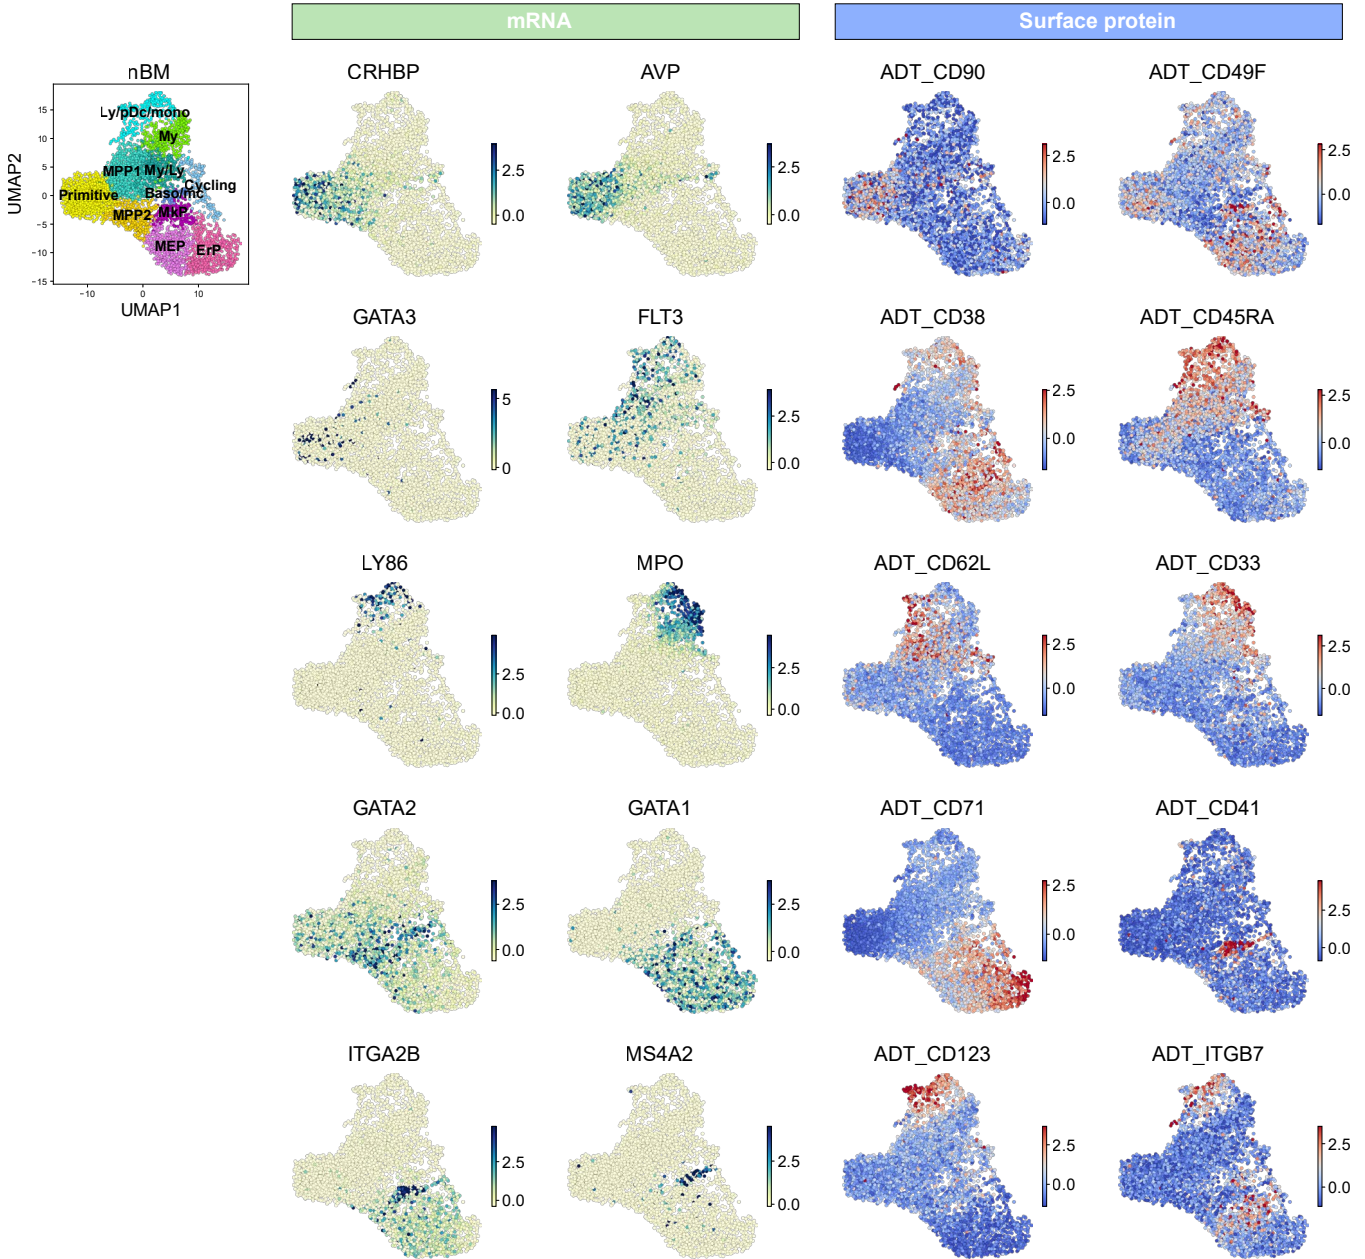 mRNA
Surface protein
nBM
CRHBP
AVP
ADT_CD90
ADT_CD49F
UMAP2
15
10
5
0
−5
−10
−15
Ly/pDc/mono
My
MPP1
My/Ly
Cycling
Primitive
Baso/mc
MPP2
MkP
MEP
ErP
−10
0
10
UMAP1
2.5
0.0
2.5
0.0
2.5
0.0
2.5
0.0
GATA3
FLT3
ADT_CD38
ADT_CD45RA
5
0
2.5
0.0
2.5
0.0
2.5
0.0
LY86
MPO
ADT_CD62L
ADT_CD33
2.5
0.0
2.5
0.0
2.5
0.0
2.5
0.0
GATA2
GATA1
ADT_CD71
ADT_CD41
2.5
0.0
2.5
0.0
2.5
0.0
2.5
0.0
ITGA2B
MS4A2
ADT_CD123
ADT_ITGB7
2.5
0.0
2.5
0.0
2.5
0.0
2.5
0.0